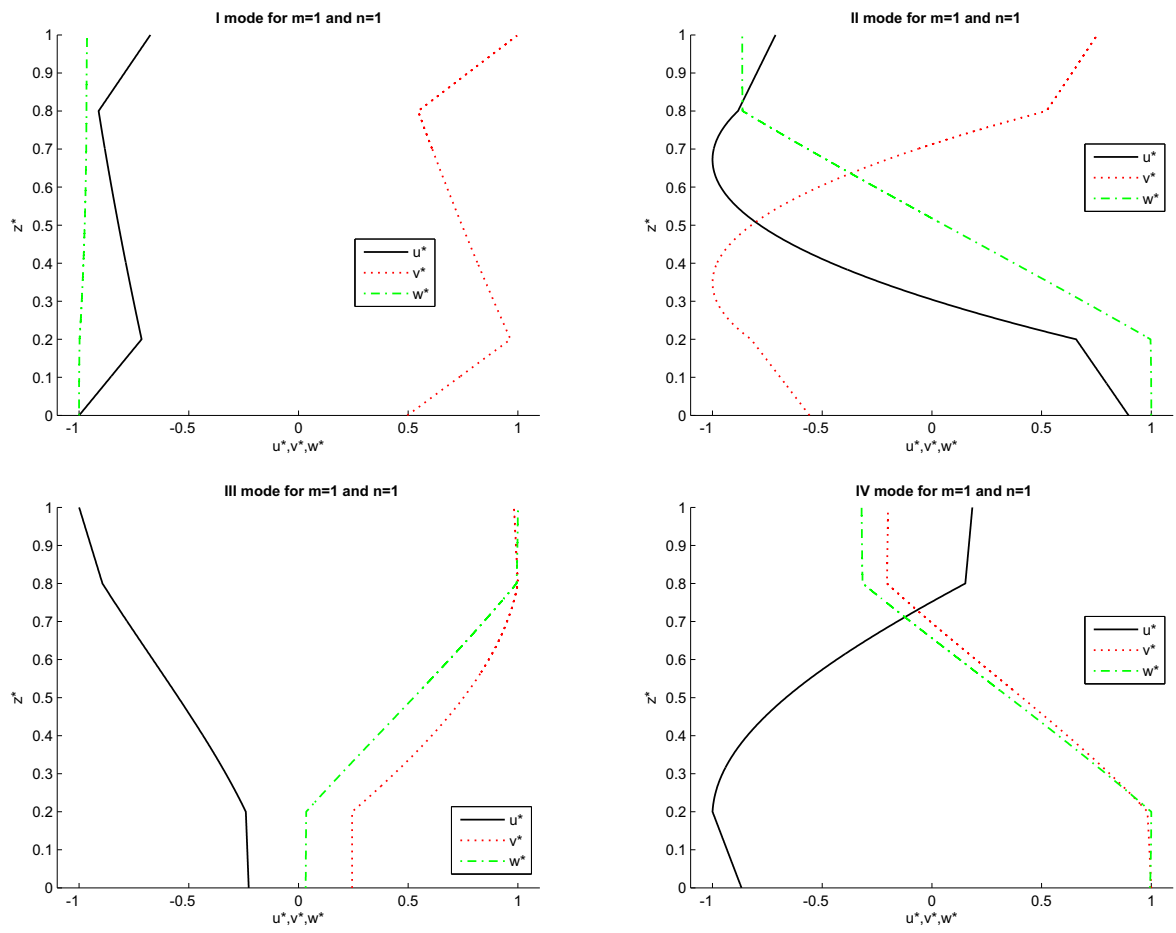 I mode for m=1 and n=1
1
0.9
0.8
0.7
0.6
0.5
0.4
0.3
0.2
0.1
0
z*
-1
-0.5
0
0.5
1
u*,v*,w*
u*
v*
w*
II mode for m=1 and n=1
1
0.9
0.8
0.7
0.6
0.5
0.4
0.3
0.2
0.1
0
z*
-1
-0.5
0
0.5
1
u*,v*,w*
u*
v*
w*
III mode for m=1 and n=1
1
0.9
0.8
0.7
0.6
0.5
0.4
0.3
0.2
0.1
0
z*
-1
-0.5
0
0.5
1
u*,v*,w*
u*
v*
w*
IV mode for m=1 and n=1
1
0.9
0.8
0.7
0.6
0.5
0.4
0.3
0.2
0.1
0
z*
-1
-0.5
0
0.5
1
u*,v*,w*
u*
v*
w*